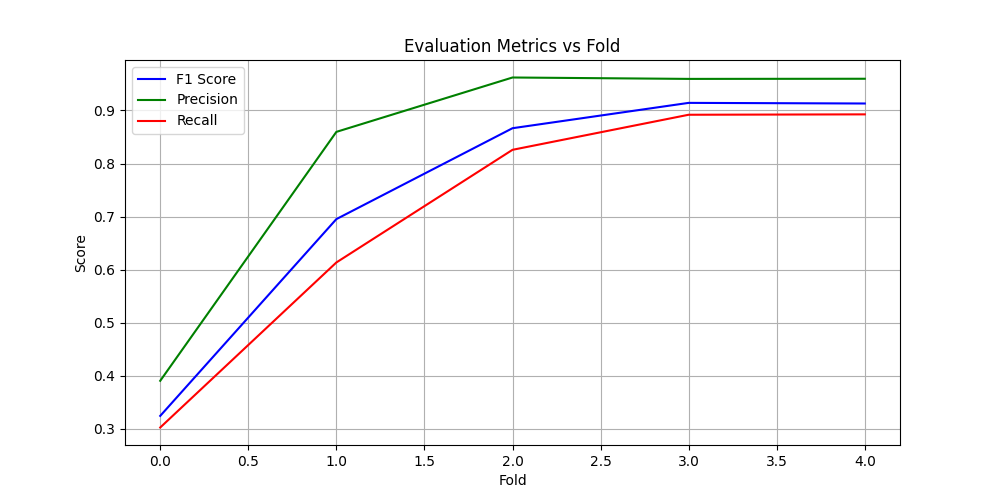 Evaluation Metrics vs Fold
F1 Score
Precision
Recall
0.9
0.8
0.7
0.6
0.5
0.4
0.3
Score
0.0 0.5 1.0 1.5 2.0 2.5 3.0 3.5 4.0
Fold